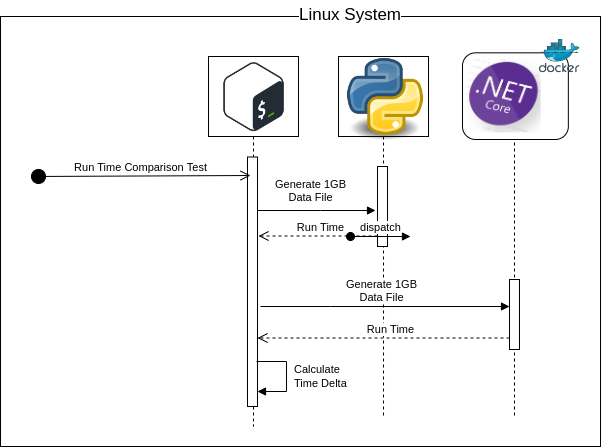 Linux System
$_
.NET
Core
docker
Run Time Comparison Test
Generate 1GB
Data File
Run Time
dispatch
Generate 1GB
Data File
Run Time
Calculate
Time Delta